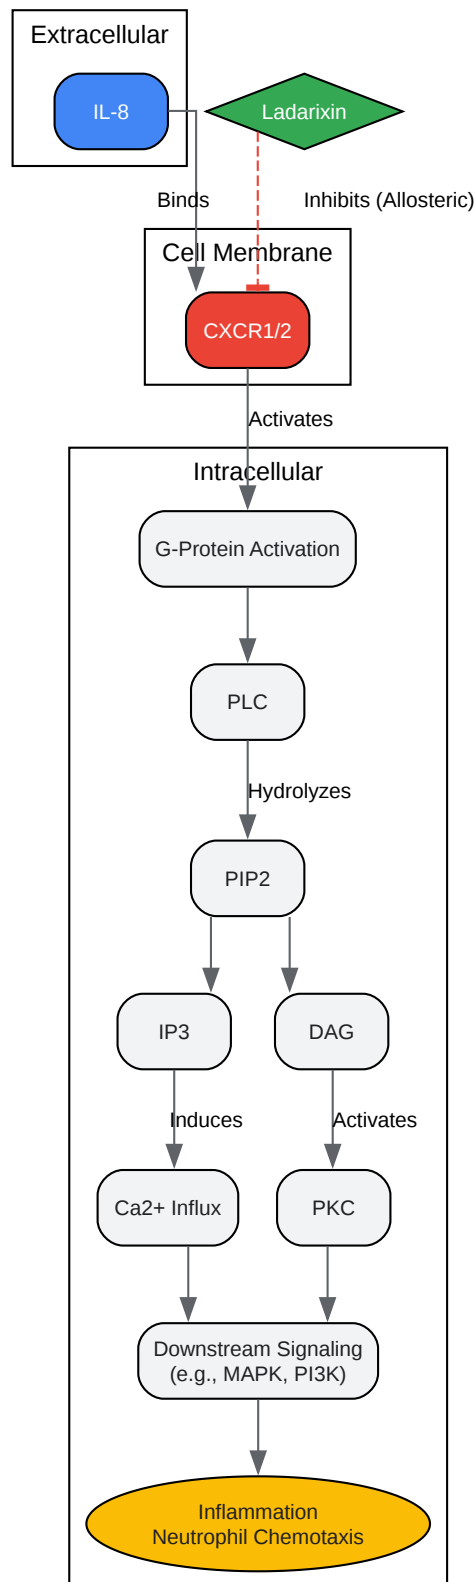 Extracellular
IL-8
Ladarixin
Binds
Inhibits (Allosteric)
Cell Membrane
CXCR1/2
Activates
Intracellular
G-Protein Activation
PLC
Hydrolyzes
PIP2
IP3
DAG
Induces
Activates
Ca2+ Influx
PKC
Downstream Signaling
(e.g., MAPK, PI3K)
Inflammation
Neutrophil Chemotaxis